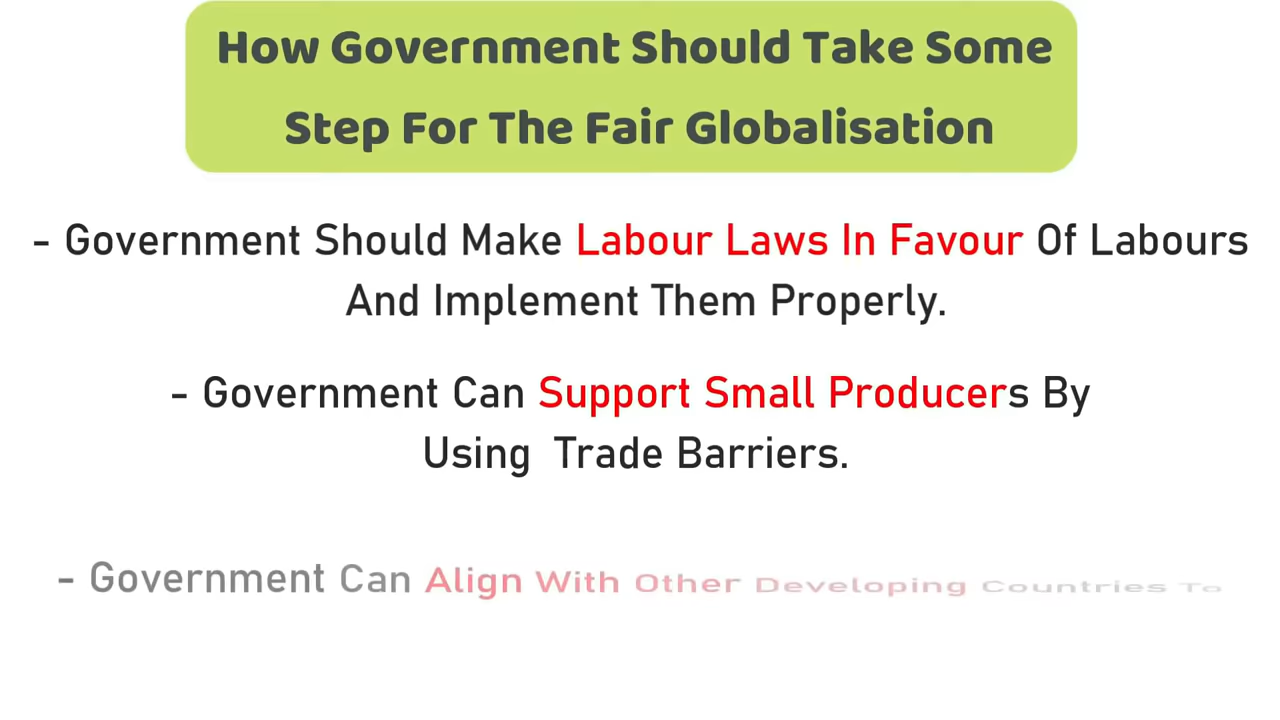 How Government Should Take Some
Step For The Fair Globalisation
- Government Should Make Labour Laws In Favour Of Labours
And Implement Them Properly.
- Government Can Support Small Producers By
Using Trade Barriers.
- Government Can Align With Other Developing Countries To